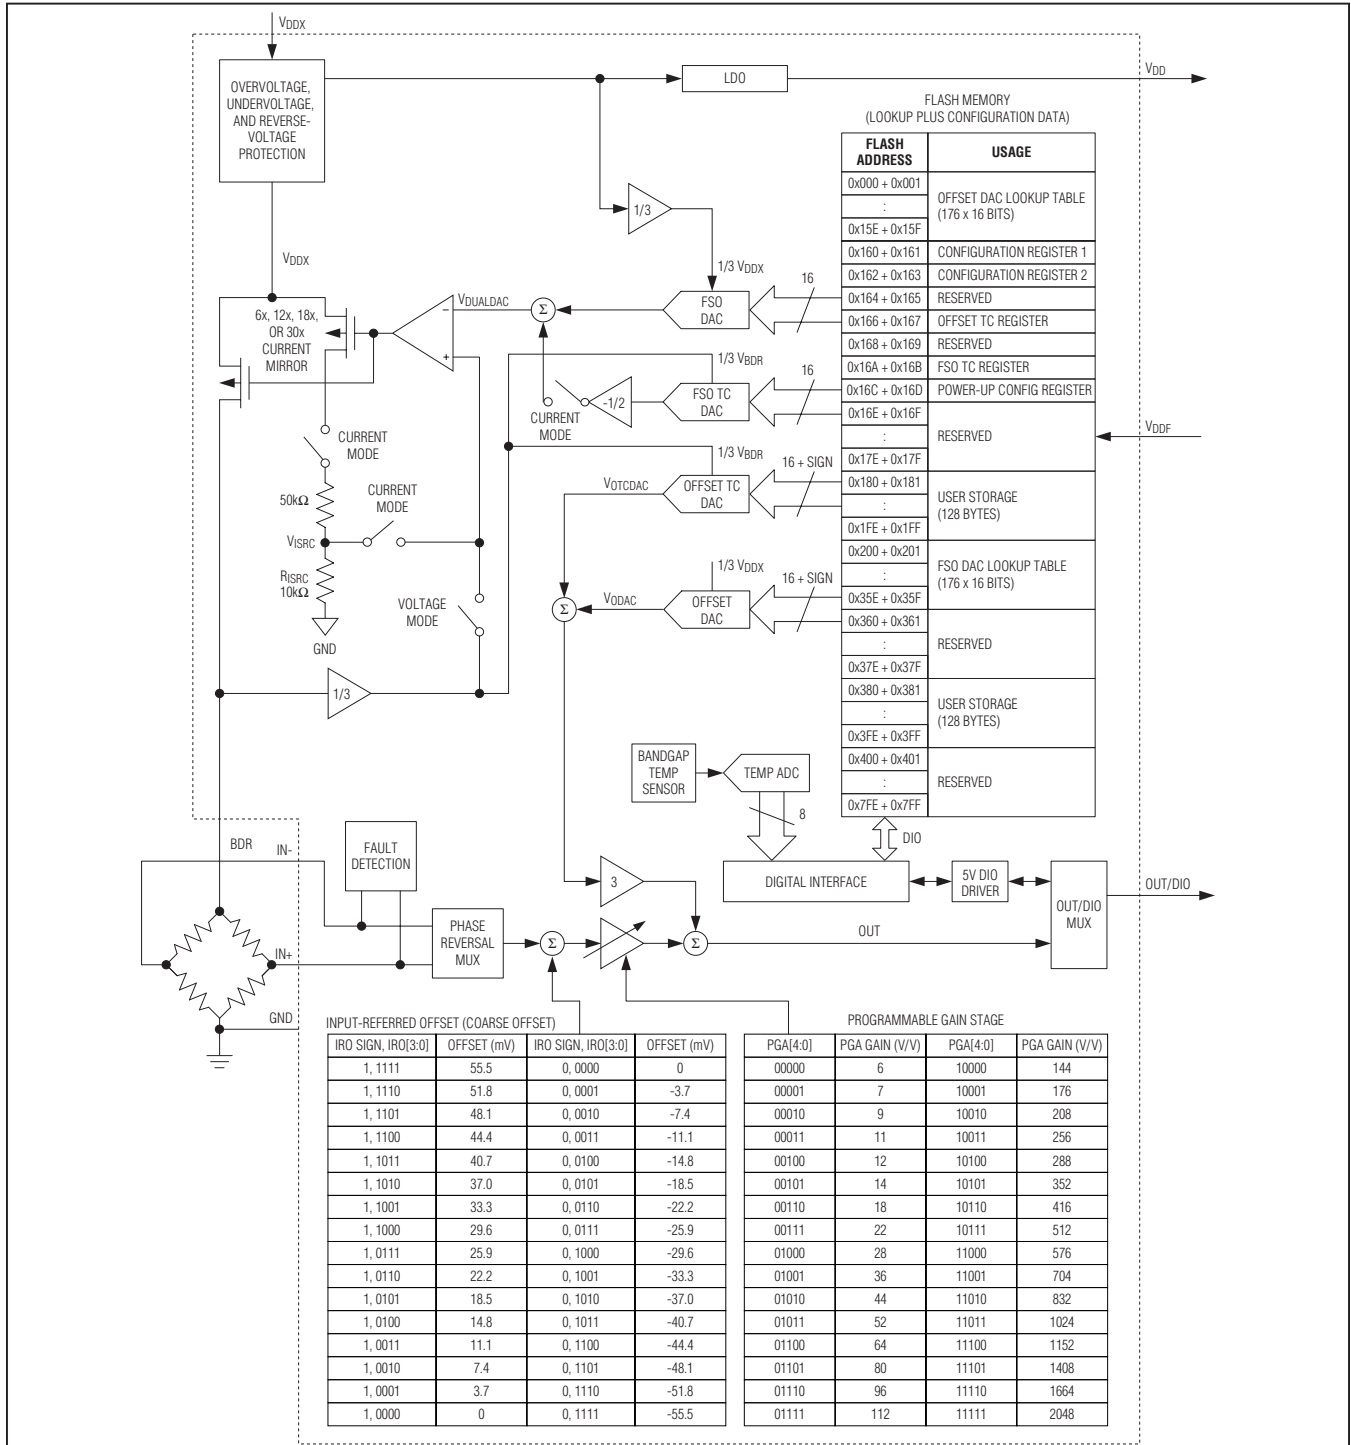 VDDX
OVERVOLTAGE,
UNDERVOLTAGE,
AND REVERSE-
VOLTAGE
PROTECTION
LDO
VDD
1/3
1/3 VDDX
VDDX
6x, 12x, 18x,
OR 30x
CURRENT
MIRROR
VDUALDAC
−
+
Σ
FSO
DAC
16
1/3 VBDR
-1/2
FSO TC
DAC
16
CURRENT
MODE
CURRENT
MODE
50kΩ
CURRENT
MODE
VISRC
RISRC
10kΩ
GND
VOLTAGE
MODE
1/3
1/3 VBDR
VOTCDAC
OFFSET TC
DAC
16 + SIGN
1/3 VDDX
Σ
VODAC
OFFSET
DAC
16 + SIGN
FLASH MEMORY
(LOOKUP PLUS CONFIGURATION DATA)
FLASH
ADDRESS
USAGE
0x000 + 0x001
:
0x15E + 0x15F
OFFSET DAC LOOKUP TABLE
(176 x 16 BITS)
0x160 + 0x161 CONFIGURATION REGISTER 1
0x162 + 0x163 CONFIGURATION REGISTER 2
0x164 + 0x165 RESERVED
0x166 + 0x167 OFFSET TC REGISTER
0x168 + 0x169 RESERVED
0x16A + 0x16B FSO TC REGISTER
0x16C + 0x16D POWER-UP CONFIG REGISTER
0x16E + 0x16F
:
0x17E + 0x17F
RESERVED
VDDF
0x180 + 0x181
:
0x1FE + 0x1FF
USER STORAGE
(128 BYTES)
0x200 + 0x201
:
0x35E + 0x35F
FSO DAC LOOKUP TABLE
(176 x 16 BITS)
0x360 + 0x361
:
0x37E + 0x37F
RESERVED
0x380 + 0x381
:
0x3FE + 0x3FF
USER STORAGE
(128 BYTES)
0x400 + 0x401
:
0x7FE + 0x7FF
RESERVED
BANDGAP
TEMP
SENSOR
TEMP ADC
8
DIO
DIGITAL INTERFACE
5V DIO
DRIVER
OUT/DIO
MUX
OUT/DIO
BDR
IN-
FAULT
DETECTION
IN+
PHASE
REVERSAL
MUX
Σ
3
Σ
OUT
GND
INPUT-REFERRED OFFSET (COARSE OFFSET)
IRO SIGN, IRO[3:0] OFFSET (mV) IRO SIGN, IRO[3:0] OFFSET (mV)
1, 1111 55.5 0, 0000 0
1, 1110 51.8 0, 0001 -3.7
1, 1101 48.1 0, 0010 -7.4
1, 1100 44.4 0, 0011 -11.1
1, 1011 40.7 0, 0100 -14.8
1, 1010 37.0 0, 0101 -18.5
1, 1001 33.3 0, 0110 -22.2
1, 1000 29.6 0, 0111 -25.9
1, 0111 25.9 0, 1000 -29.6
1, 0110 22.2 0, 1001 -33.3
1, 0101 18.5 0, 1010 -37.0
1, 0100 14.8 0, 1011 -40.7
1, 0011 11.1 0, 1100 -44.4
1, 0010 7.4 0, 1101 -48.1
1, 0001 3.7 0, 1110 -51.8
1, 0000 0 0, 1111 -55.5
PROGRAMMABLE GAIN STAGE
PGA[4:0] PGA GAIN (V/V) PGA[4:0] PGA GAIN (V/V)
00000 6 10000 144
00001 7 10001 176
00010 9 10010 208
00011 11 10011 256
00100 12 10100 288
00101 14 10101 352
00110 18 10110 416
00111 22 10111 512
01000 28 11000 576
01001 36 11001 704
01010 44 11010 832
01011 52 11011 1024
01100 64 11100 1152
01101 80 11101 1408
01110 96 11110 1664
01111 112 11111 2048